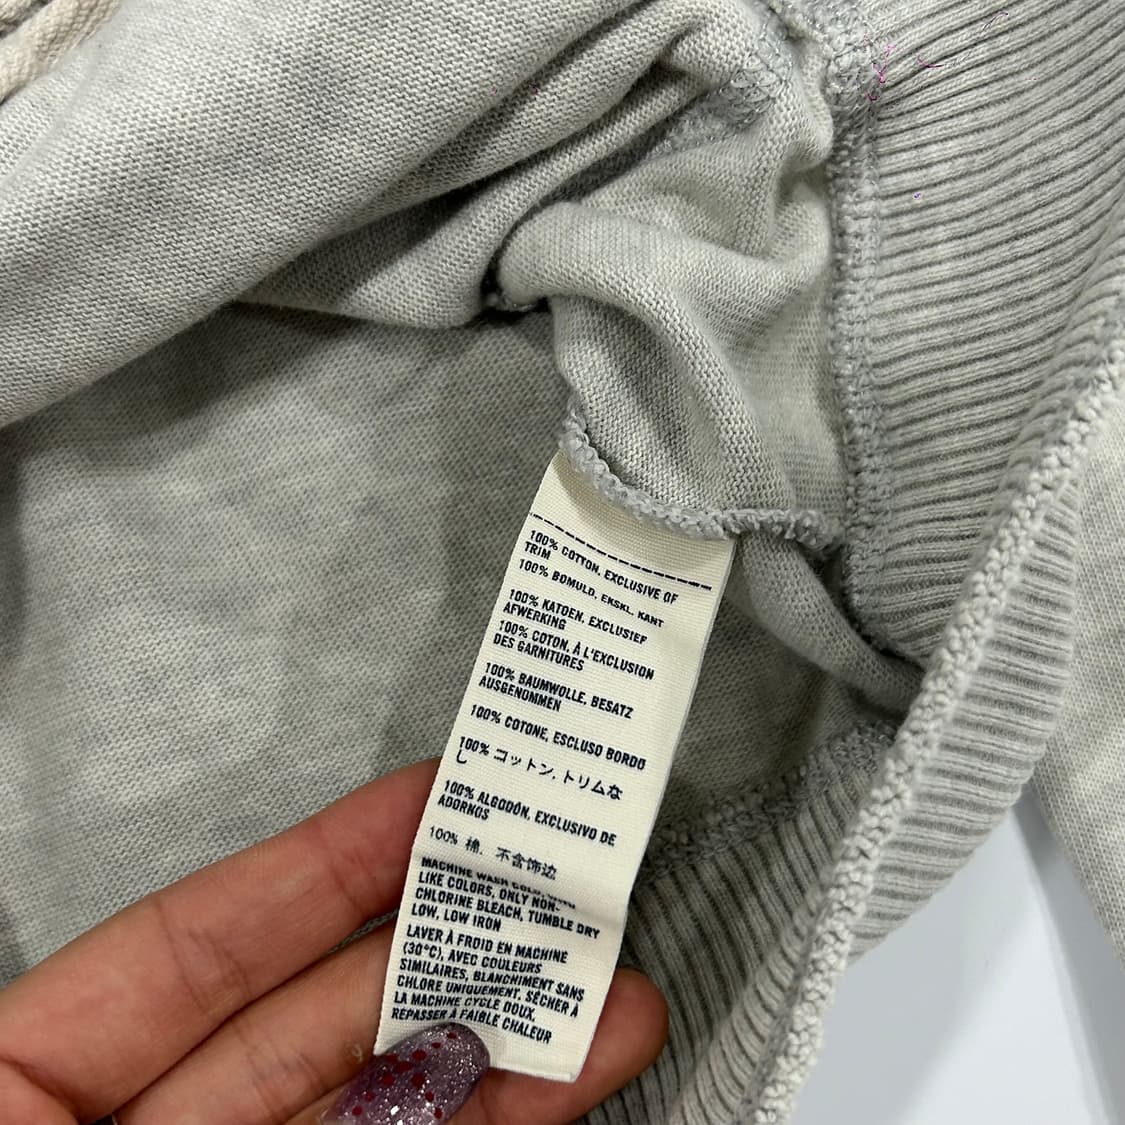 100% COTTON, EXCLUSIVE OF
TRIM
100% BOMULD, EKSKL. KANT
100% KATOEN, EXCLUSIEF
AFWERKING
100% COTON, À L'EXCLUSION
DES GARNITURES
100% BAUMWOLLE, BESATZ
AUSGENOMMEN
100% COTONE, ESCLUSO BORDO
100% コットン, トリムな
し
100% ALGODÓN, EXCLUSIVO DE
ADORNOS
100% 棉, 不含饰边
MACHINE WASH COLD, WITH
LIKE COLORS, ONLY NON-
CHLORINE BLEACH, TUMBLE DRY
LOW, LOW IRON
LAVER À FROID EN MACHINE
(30°C), AVEC COULEURS
SIMILAIRES, BLANCHIMENT SANS
CHLORE UNIQUEMENT, SÉCHER À
LA MACHINE CYCLE DOUX,
REPASSER À FAIBLE CHALEUR